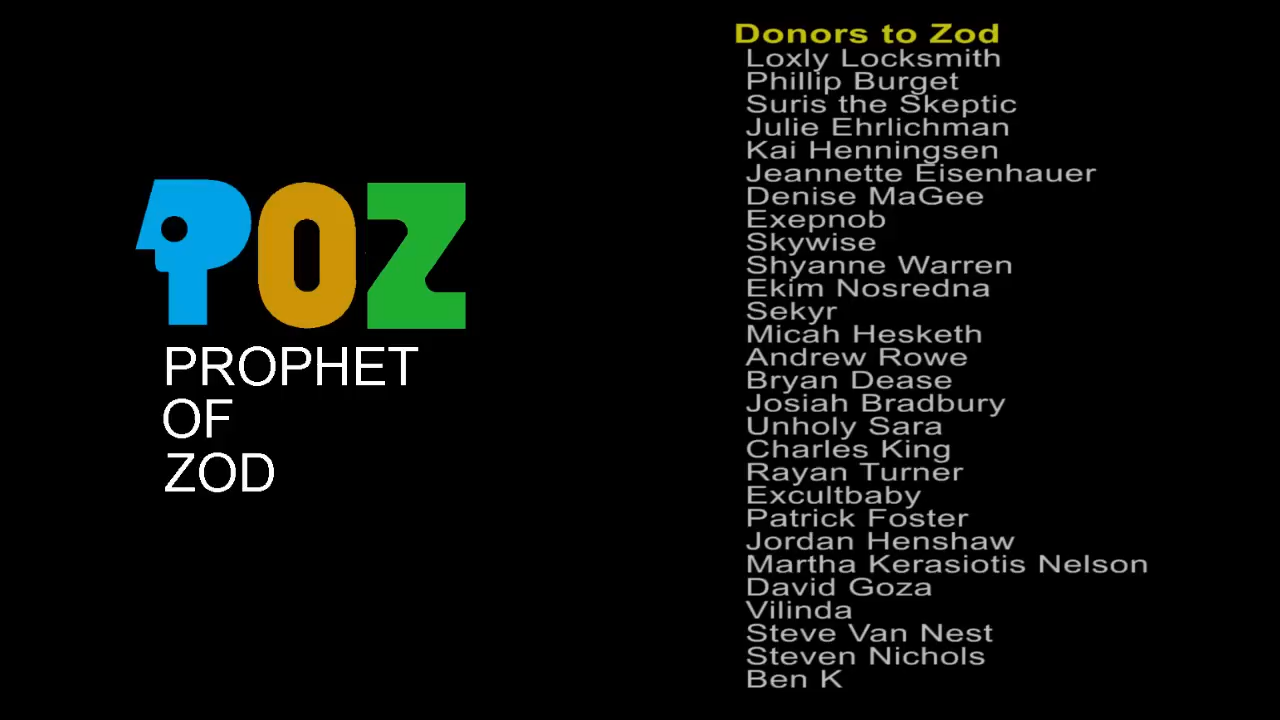 POZ
PROPHET
OF
ZOD
Donors to Zod
Loxly Locksmith
Phillip Burget
Suris the Skeptic
Julie Ehrlichman
Kai Henningsen
Jeannette Eisenhauer
Denise MaGee
Exepnob
Skywise
Shyanne Warren
Ekim Nosredna
Sekyr
Micah Hesketh
Andrew Rowe
Bryan Dease
Josiah Bradbury
Unholy Sara
Charles King
Rayan Turner
Excultbaby
Patrick Foster
Jordan Henshaw
Martha Kerasiotis Nelson
David Goza
Vilinda
Steve Van Nest
Steven Nichols
Ben K